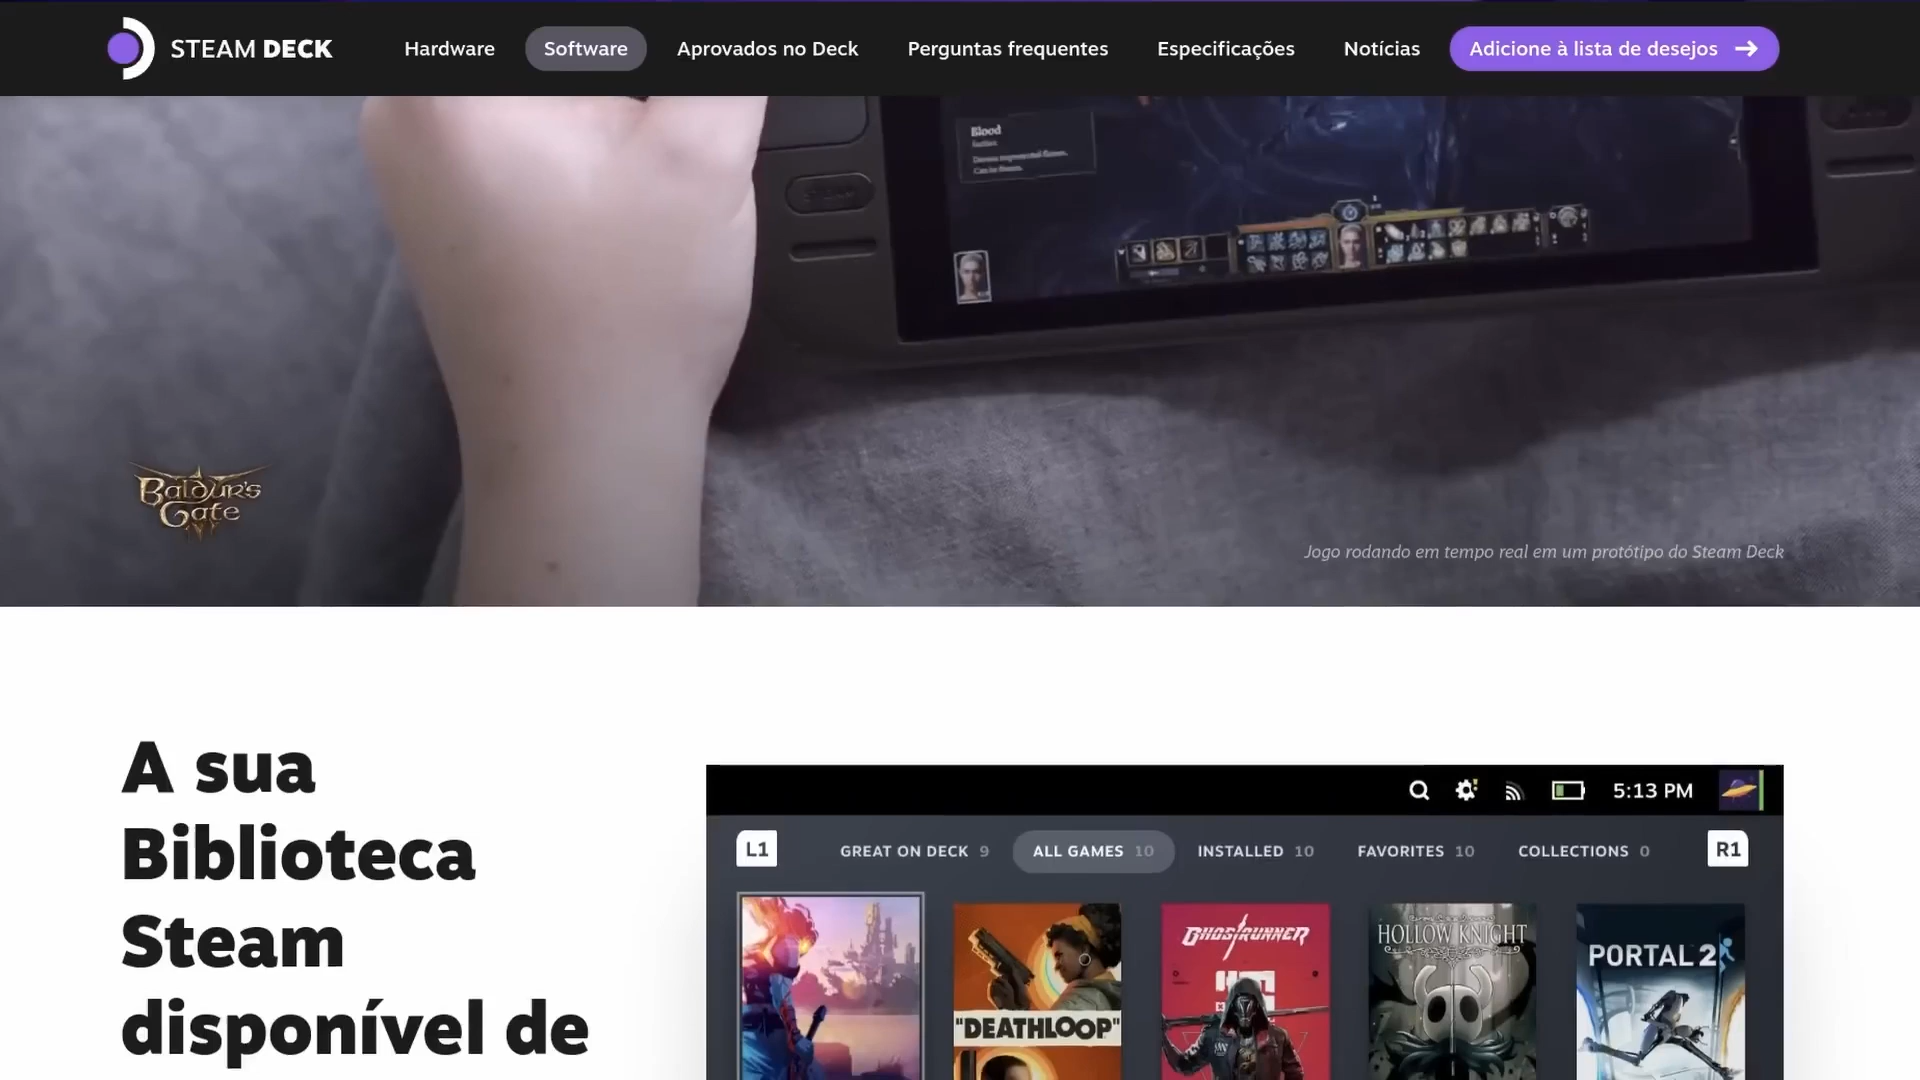 STEAM DECK
Hardware
Software
Aprovados no Deck
Perguntas frequentes
Especificações
Notícias
Adicione à lista de desejos
Blood
Baldur's
Gate
Jogo rodando em tempo real em um protótipo do Steam Deck
A sua
Biblioteca
Steam
disponível de
5:13 PM
L1
GREAT ON DECK 9
ALL GAMES 10
INSTALLED 10
FAVORITES 10
COLLECTIONS 0
R1
"DEATHLOOP"
GHOSTRUNNER
HOLLOW KNIGHT
PORTAL 2